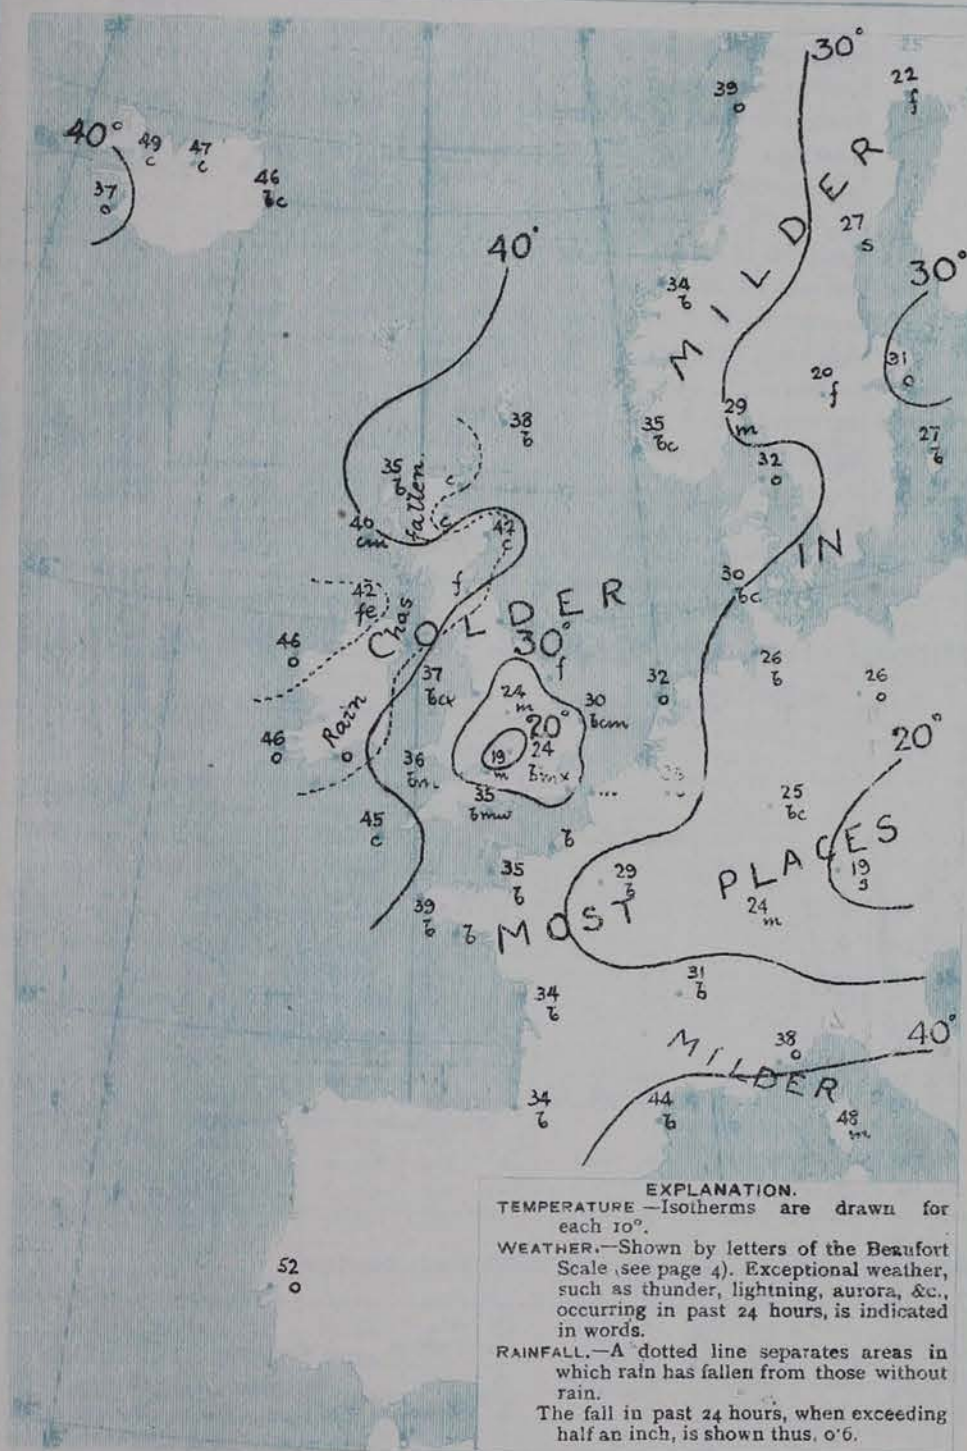 30°
22
f
39
o
40°
49
c
47
c
46
bc
37
o
MILDER
27
s
40°
30°
34
b
31
o
20
f
29
m
38
b
35
bc
27
b
35
c
32
o
Rain has fallen
40
cm
c
42
c
IN
30
bc
42
fe
f
COLDER
46
o
30°
f
37
26
b
32
o
26
o
24
m
30
bcm
20°
20°
46
o
o
19
m
24
bmx
36
bm
35
bmw
...
25
bc
45
c
b
PLACES
19
35
b
29
b
24
m
39
b
b
MOST
31
b
34
b
38
o
40°
MILDER
34
b
44
b
48
m
52
o
EXPLANATION.
TEMPERATURE —Isotherms are drawn for
each 10°.
WEATHER.—Shown by letters of the Beaufort
Scale (see page 4). Exceptional weather,
such as thunder, lightning, aurora, &c.,
occurring in past 24 hours, is indicated
in words.
RAINFALL.—A dotted line separates areas in
which rain has fallen from those without
rain.
The fall in past 24 hours, when exceeding
half an inch, is shown thus, 0·6.